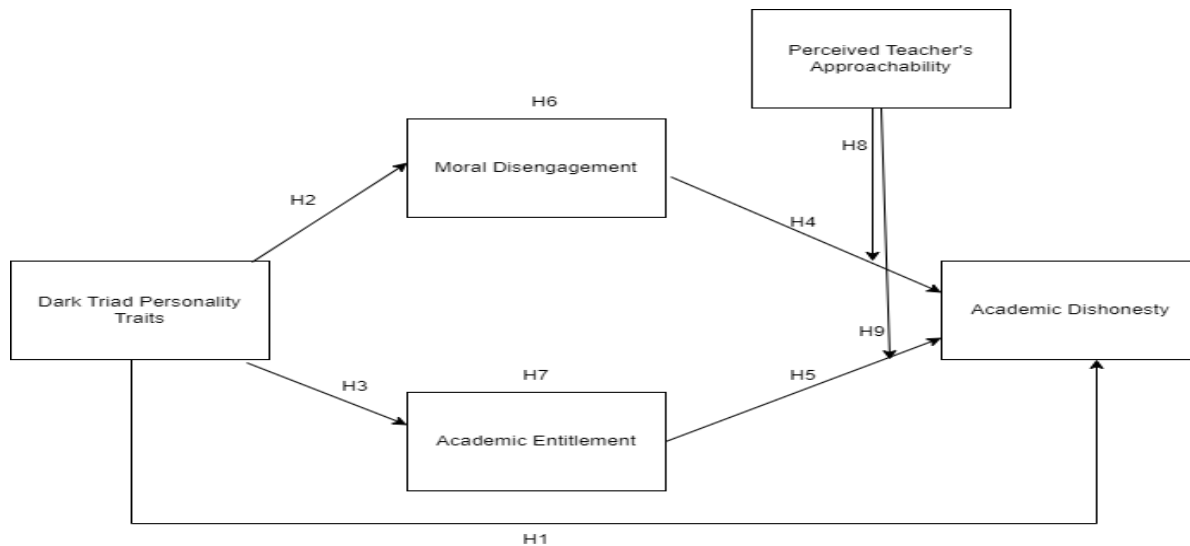 Perceived Teacher's
Approachability
H6
H8
Moral Disengagement
H2
H4
Dark Triad Personality
Traits
Academic Dishonesty
H9
H3
H7
H5
Academic Entitlement
H1